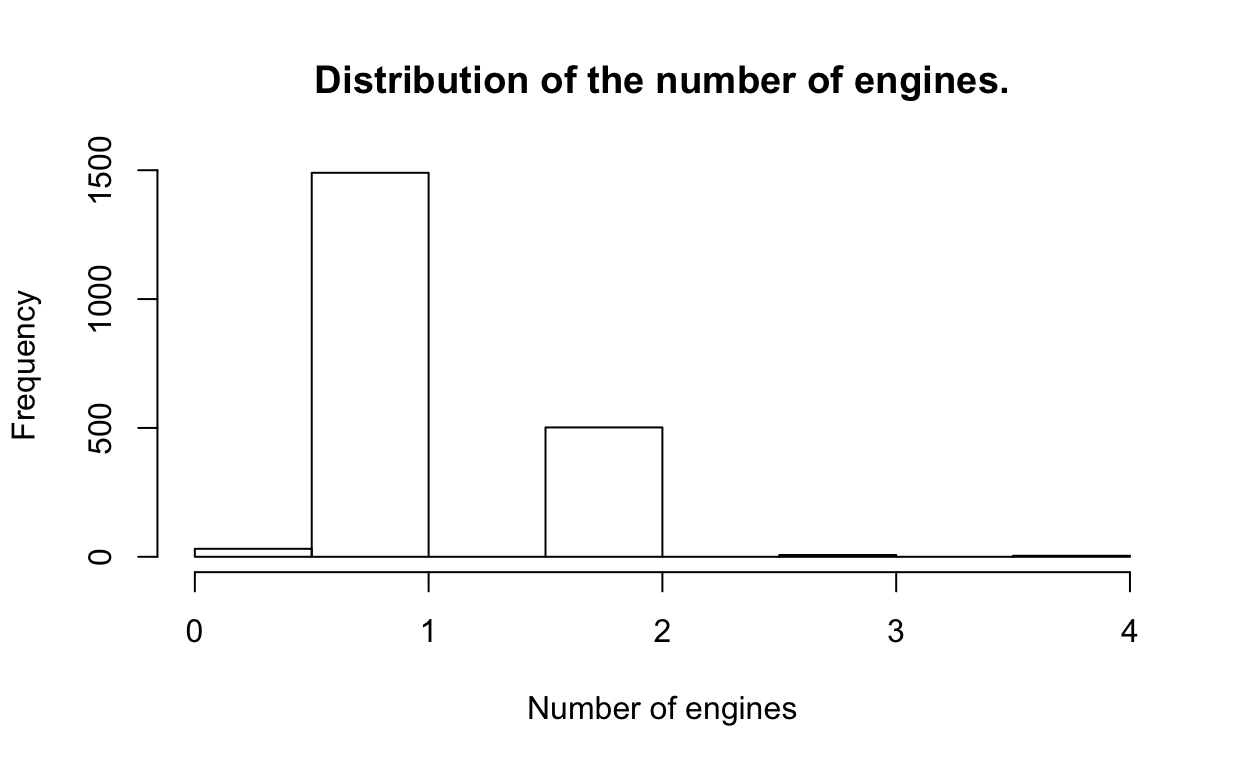 Distribution of the number of engines.
Frequency
1500
1000
500
0
0 1 2 3 4
Number of engines